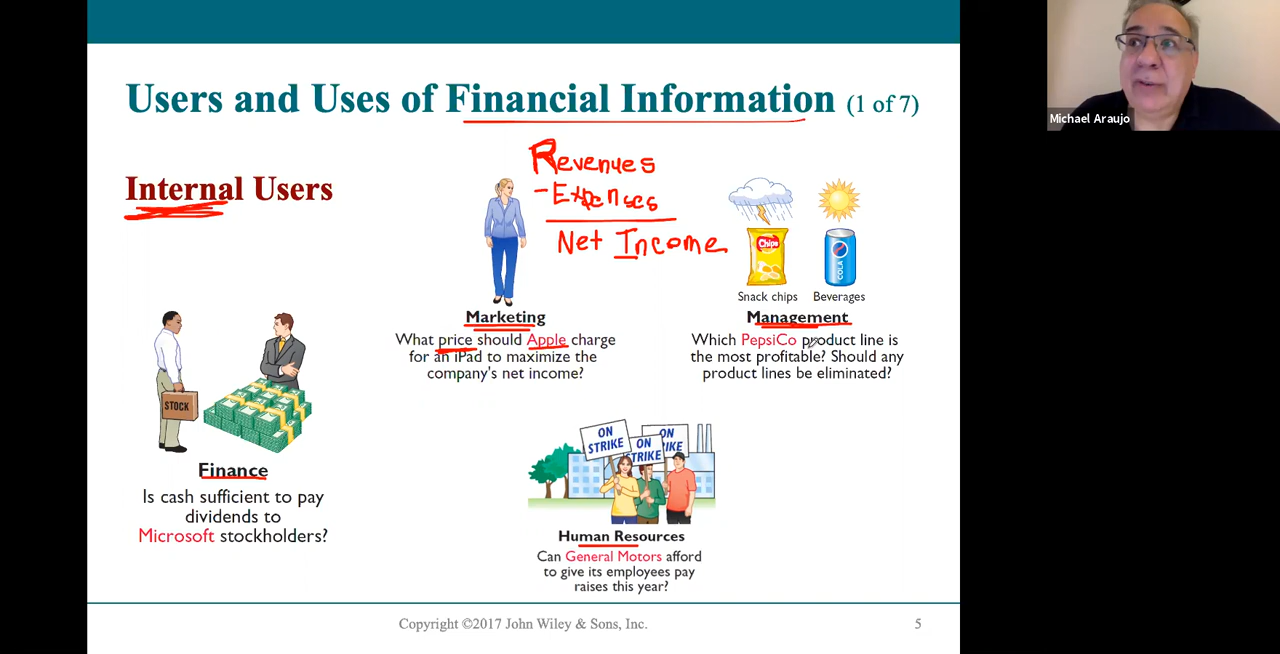 Users and Uses of Financial Information (1 of 7)
Michael Araujo
Internal Users
Revenues
- Expenses
Net Income
Chips
COLA
Snack chips Beverages
Marketing
What price should Apple charge
for an iPad to maximize the
company's net income?
Management
Which PepsiCo product line is
the most profitable? Should any
product lines be eliminated?
STOCK
Finance
Is cash sufficient to pay
dividends to
Microsoft stockholders?
ON
STRIKE
ON
STRIKE
ON
IKE
Human Resources
Can General Motors afford
to give its employees pay
raises this year?
Copyright ©2017 John Wiley & Sons, Inc.
5